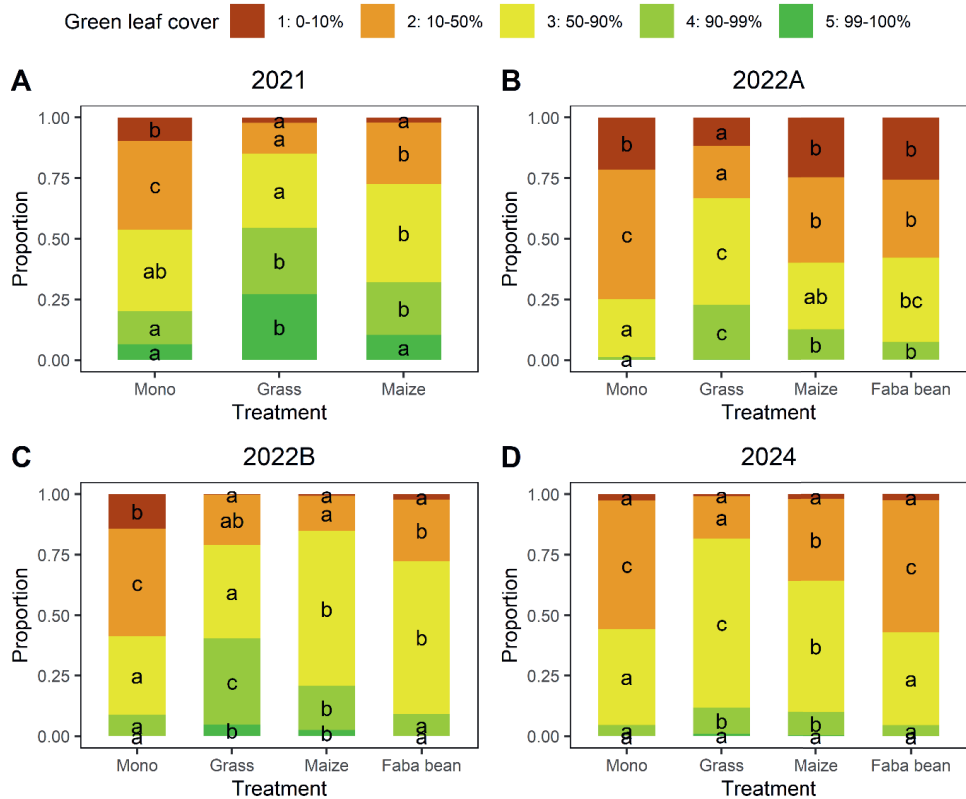 Green leaf cover 1: 0-10% 2: 10-50% 3: 50-90% 4: 90-99% 5: 99-100%
A 2021
Proportion
1.00
0.75
0.50
0.25
0.00
b a a
c a b
ab a b
a b b
a b a
Mono Grass Maize
Treatment
B 2022A
Proportion
1.00
0.75
0.50
0.25
0.00
b a b b
c a b b
a c ab bc
a c b b
Mono Grass Maize Faba bean
Treatment
C 2022B
Proportion
1.00
0.75
0.50
0.25
0.00
b a a a
c ab a b
a a b b
a c b a
a b b a
Mono Grass Maize Faba bean
Treatment
D 2024
Proportion
1.00
0.75
0.50
0.25
0.00
a a a a
c a b c
a c b a
a b b a
a a a a
Mono Grass Maize Faba bean
Treatment